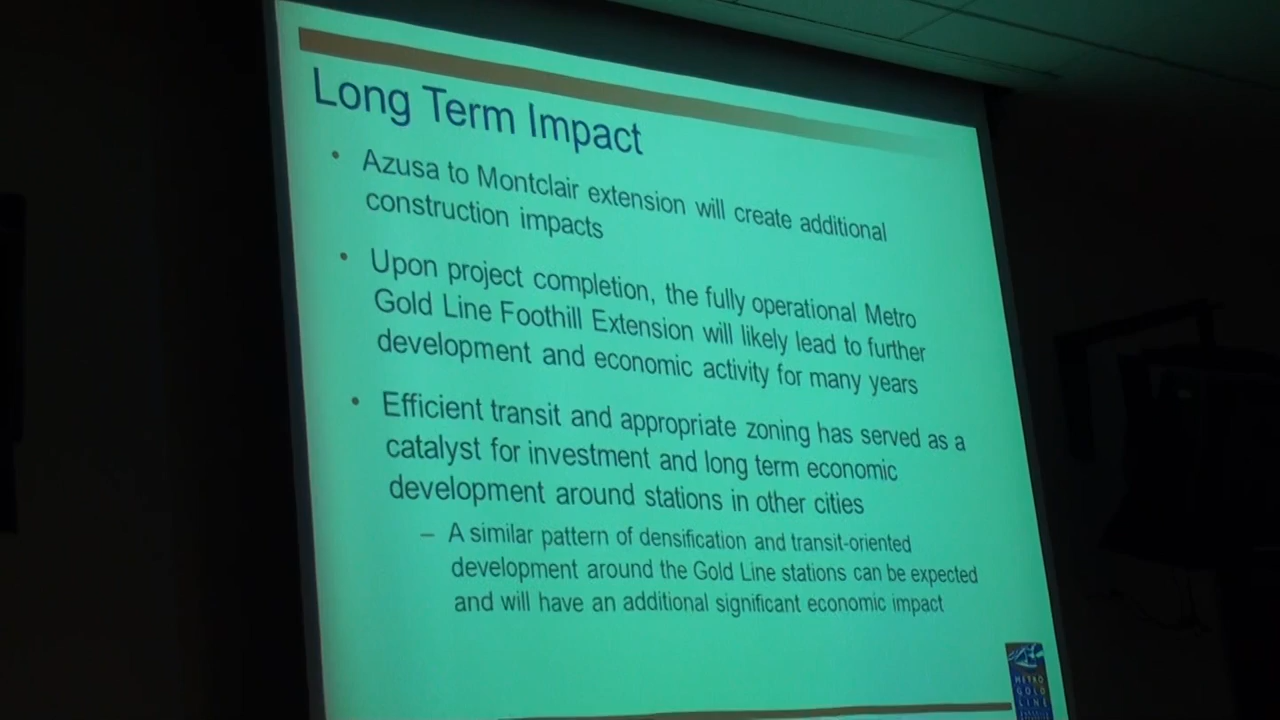 Long Term Impact
• Azusa to Montclair extension will create additional
construction impacts
• Upon project completion, the fully operational Metro
Gold Line Foothill Extension will likely lead to further
development and economic activity for many years
• Efficient transit and appropriate zoning has served as a
catalyst for investment and long term economic
development around stations in other cities
– A similar pattern of densification and transit-oriented
development around the Gold Line stations can be expected
and will have an additional significant economic impact
METRO
GOLD
LINE